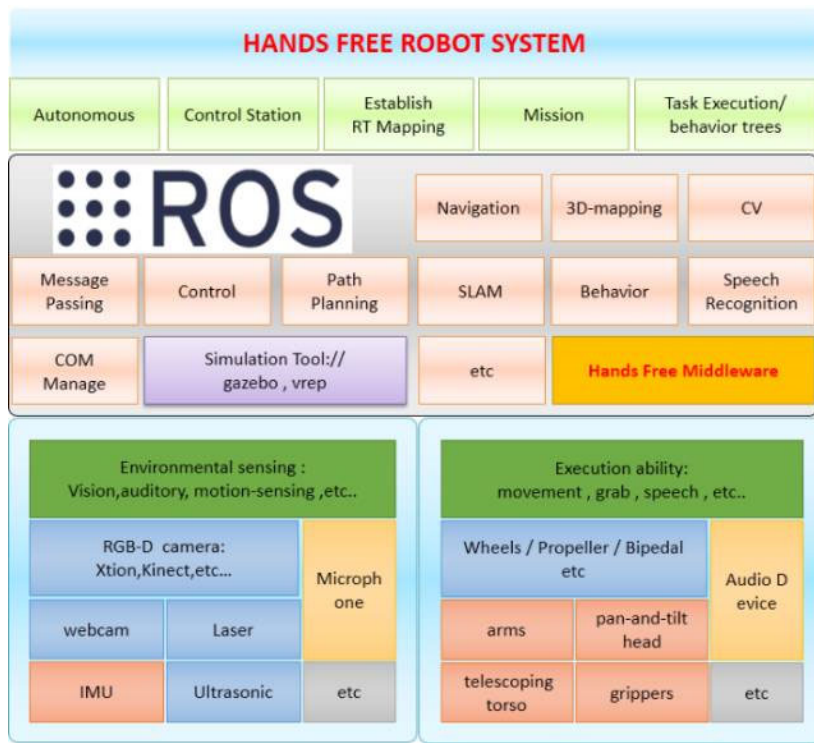 HANDS FREE ROBOT SYSTEM
Autonomous
Control Station
Establish
RT Mapping
Mission
Task Execution/
behavior trees
ROS
Navigation
3D-mapping
CV
Message
Passing
Control
Path
Planning
SLAM
Behavior
Speech
Recognition
COM
Manage
Simulation Tool://
gazebo , vrep
etc
Hands Free Middleware
Environmental sensing :
Vision,auditory, motion-sensing ,etc..
RGB-D camera:
Xtion,Kinect,etc...
Microph
one
webcam
Laser
IMU
Ultrasonic
etc
Execution ability:
movement , grab , speech , etc..
Wheels / Propeller / Bipedal
etc
Audio D
evice
arms
pan-and-tilt
head
telescoping
torso
grippers
etc